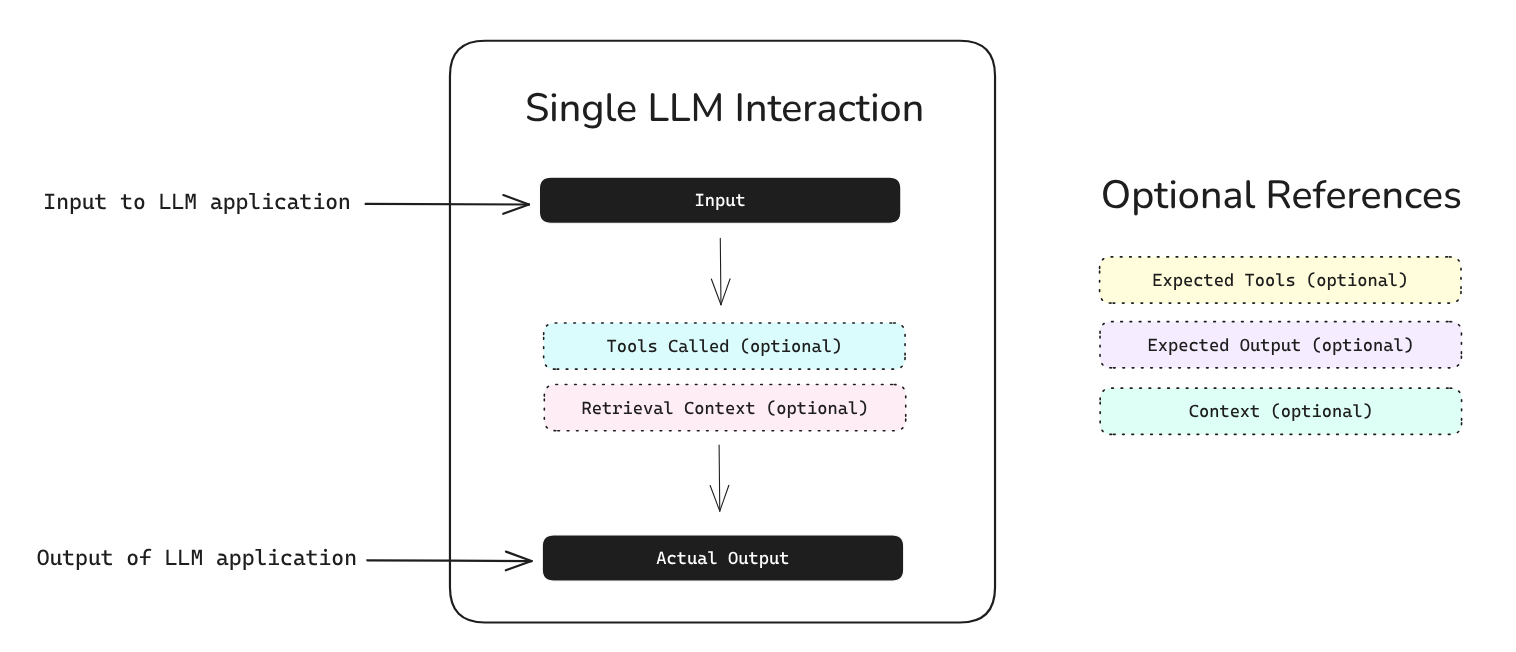 Single LLM Interaction
Input to LLM application
Input
Tools Called (optional)
Retrieval Context (optional)
Output of LLM application
Actual Output
Optional References
Expected Tools (optional)
Expected Output (optional)
Context (optional)